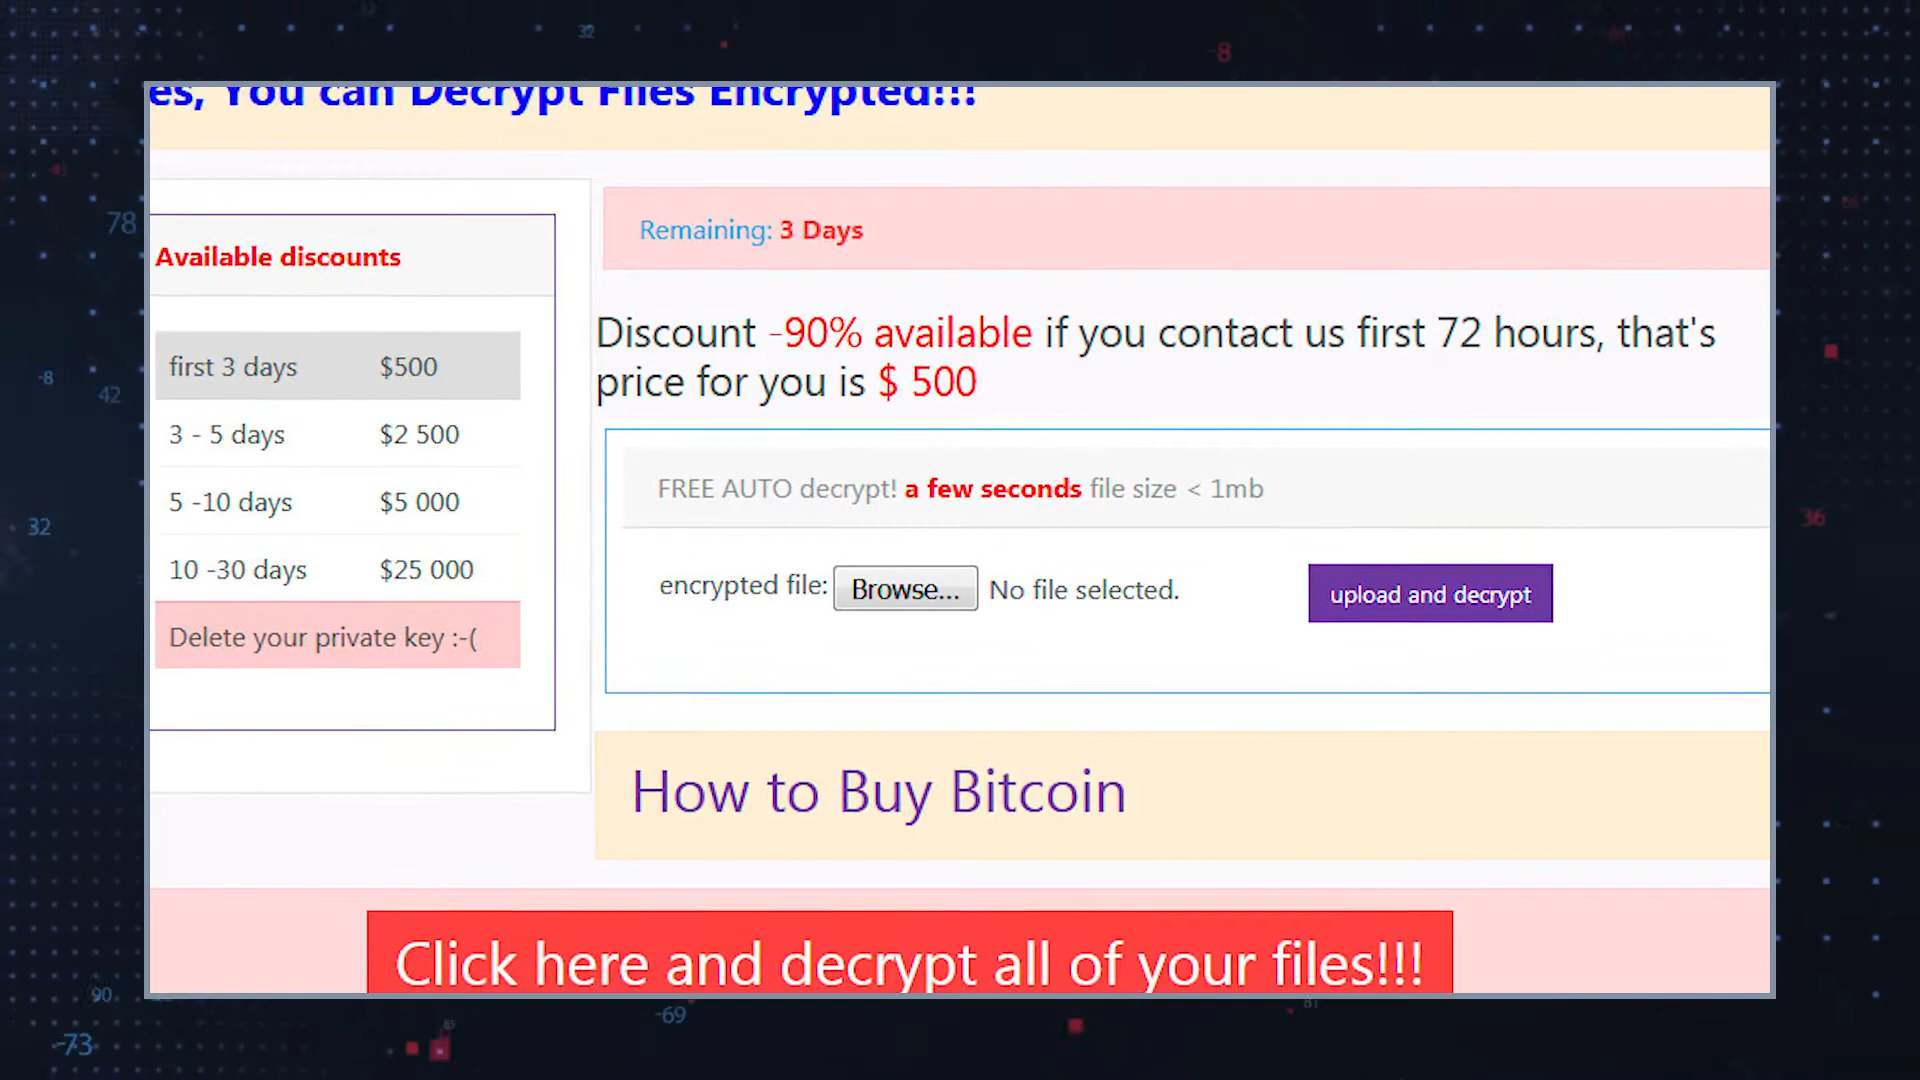 es, You can Decrypt Files Encrypted!!!
Available discounts
first 3 days $500
3 - 5 days $2 500
5 -10 days $5 000
10 -30 days $25 000
Delete your private key :-(
Remaining: 3 Days
Discount -90% available if you contact us first 72 hours, that's
price for you is $ 500
FREE AUTO decrypt! a few seconds file size < 1mb
encrypted file: Browse... No file selected. upload and decrypt
How to Buy Bitcoin
Click here and decrypt all of your files!!!
32
-8
78
-8
42
32
36
90
-69
-73